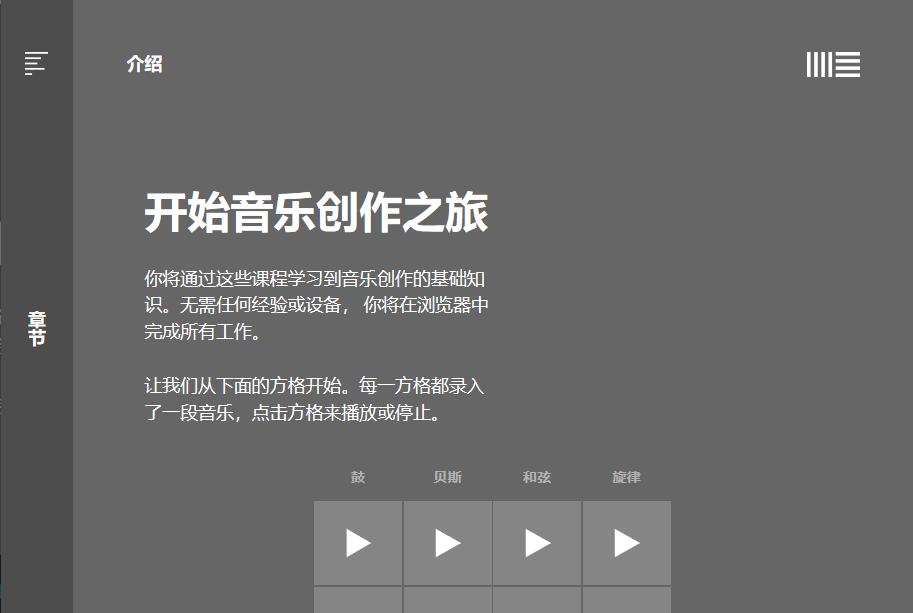 介绍
开始音乐创作之旅
你将通过这些课程学习到音乐创作的基础知
识。无需任何经验或设备， 你将在浏览器中
完成所有工作。
让我们从下面的方格开始。每一方格都录入
了一段音乐，点击方格来播放或停止。
章节
鼓 贝斯 和弦 旋律